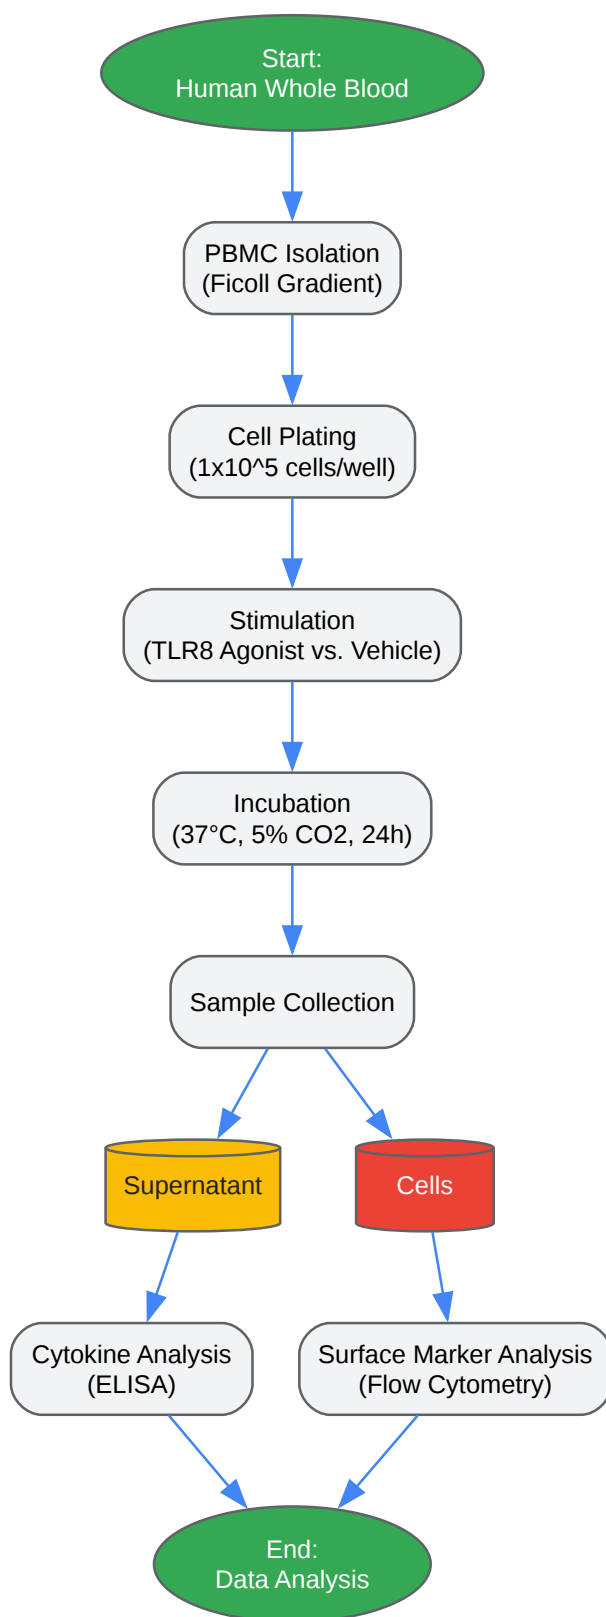 Start:
Human Whole Blood
PBMC Isolation
(Ficoll Gradient)
Cell Plating
(1x10^5 cells/well)
Stimulation
(TLR8 Agonist vs. Vehicle)
Incubation
(37°C, 5% CO2, 24h)
Sample Collection
Supernatant
Cells
Cytokine Analysis
(ELISA)
Surface Marker Analysis
(Flow Cytometry)
End:
Data Analysis